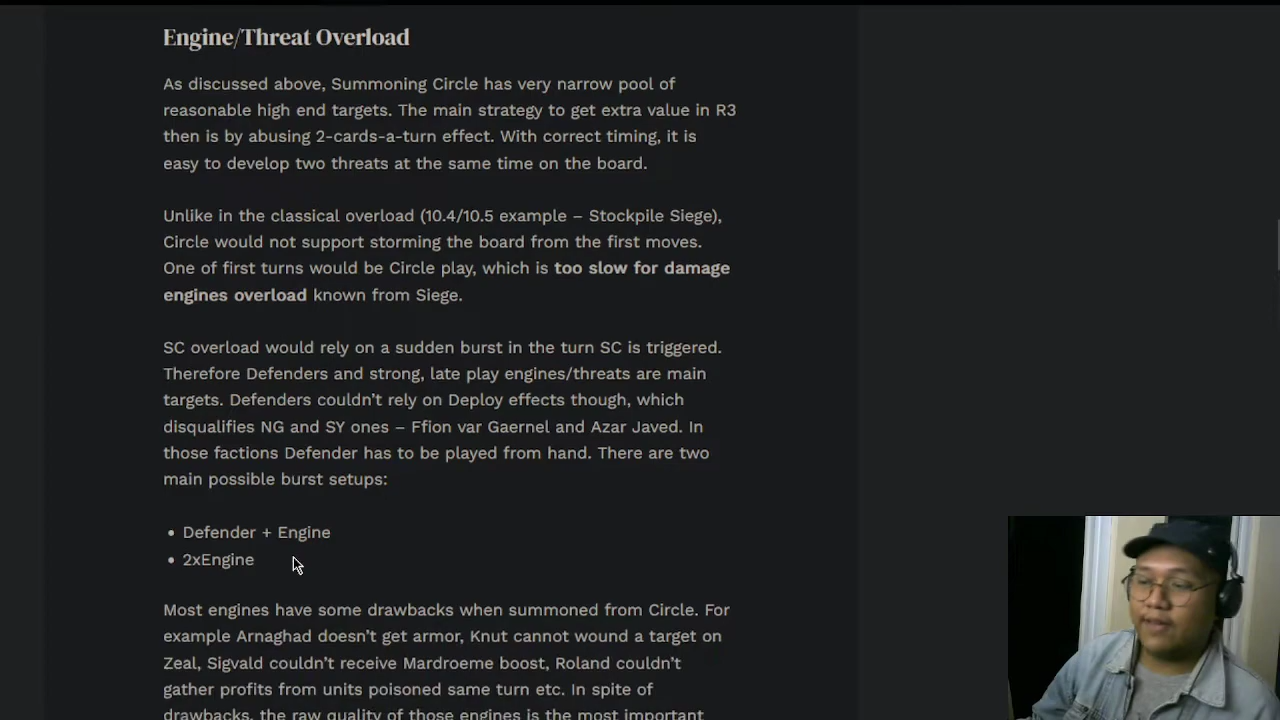 Engine/Threat Overload
As discussed above, Summoning Circle has very narrow pool of
reasonable high end targets. The main strategy to get extra value in R3
then is by abusing 2-cards-a-turn effect. With correct timing, it is
easy to develop two threats at the same time on the board.
Unlike in the classical overload (10.4/10.5 example – Stockpile Siege),
Circle would not support storming the board from the first moves.
One of first turns would be Circle play, which is too slow for damage
engines overload known from Siege.
SC overload would rely on a sudden burst in the turn SC is triggered.
Therefore Defenders and strong, late play engines/threats are main
targets. Defenders couldn't rely on Deploy effects though, which
disqualifies NG and SY ones – Ffion var Gaernel and Azar Javed. In
those factions Defender has to be played from hand. There are two
main possible burst setups:
• Defender + Engine
• 2xEngine
Most engines have some drawbacks when summoned from Circle. For
example Arnaghad doesn't get armor, Knut cannot wound a target on
Zeal, Sigvald couldn't receive Mardroeme boost, Roland couldn't
gather profits from units poisoned same turn etc. In spite of
drawbacks, the raw quality of those engines is the most important